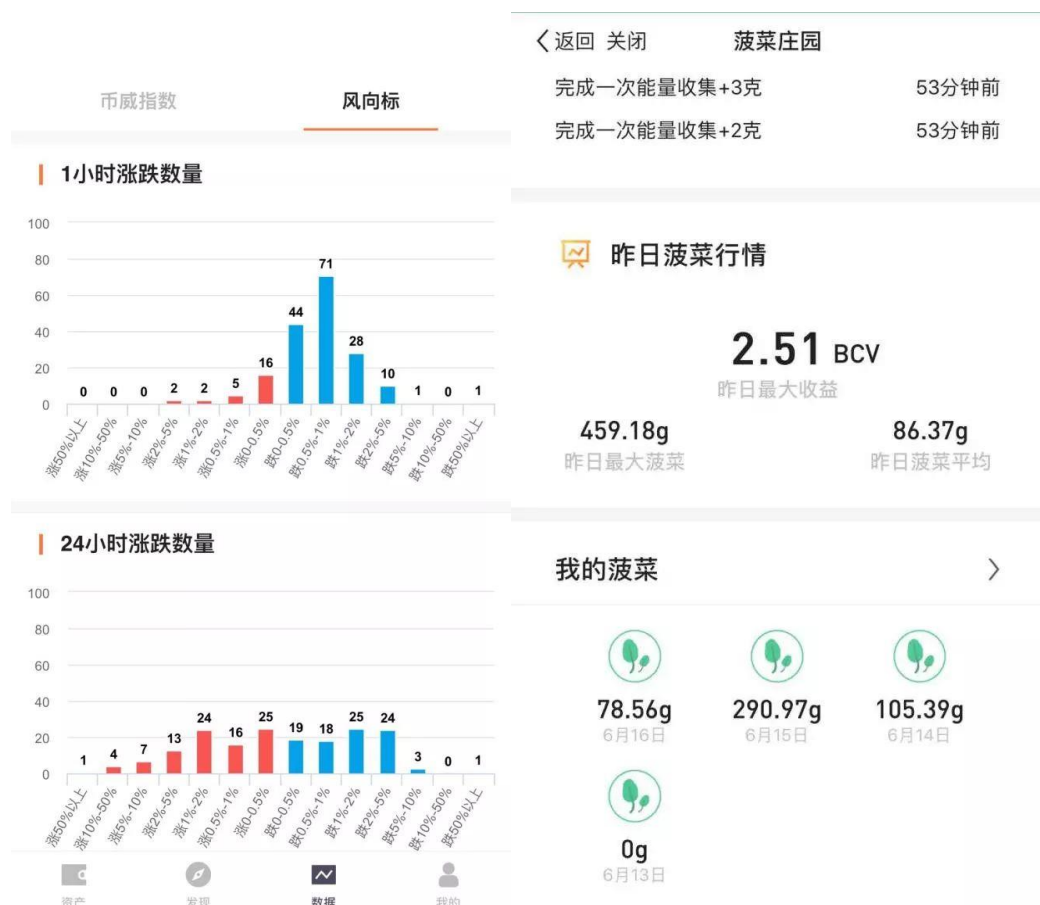 币威指数 风向标
1小时涨跌数量
100
80
60
40
20
0
0 0 0 2 2 5 16 44 71 28 10 1 0 1
涨50%以上 涨10%-50% 涨5%-10% 涨2%-5% 涨1%-2% 涨0.5%-1% 涨0-0.5% 跌0-0.5% 跌0.5%-1% 跌1%-2% 跌2%-5% 跌5%-10% 跌10%-50% 跌50%以上
24小时涨跌数量
100
80
60
40
20
0
1 4 7 13 24 16 25 19 18 25 24 3 0 1
涨50%以上 涨10%-50% 涨5%-10% 涨2%-5% 涨1%-2% 涨0.5%-1% 涨0-0.5% 跌0-0.5% 跌0.5%-1% 跌1%-2% 跌2%-5% 跌5%-10% 跌10%-50% 跌50%以上
资产 发现 数据 我的
返回 关闭 菠菜庄园
完成一次能量收集+3克 53分钟前
完成一次能量收集+2克 53分钟前
昨日菠菜行情
2.51 BCV
昨日最大收益
459.18g 86.37g
昨日最大菠菜 昨日菠菜平均
我的菠菜
78.56g 290.97g 105.39g
6月16日 6月15日 6月14日
0g
6月13日